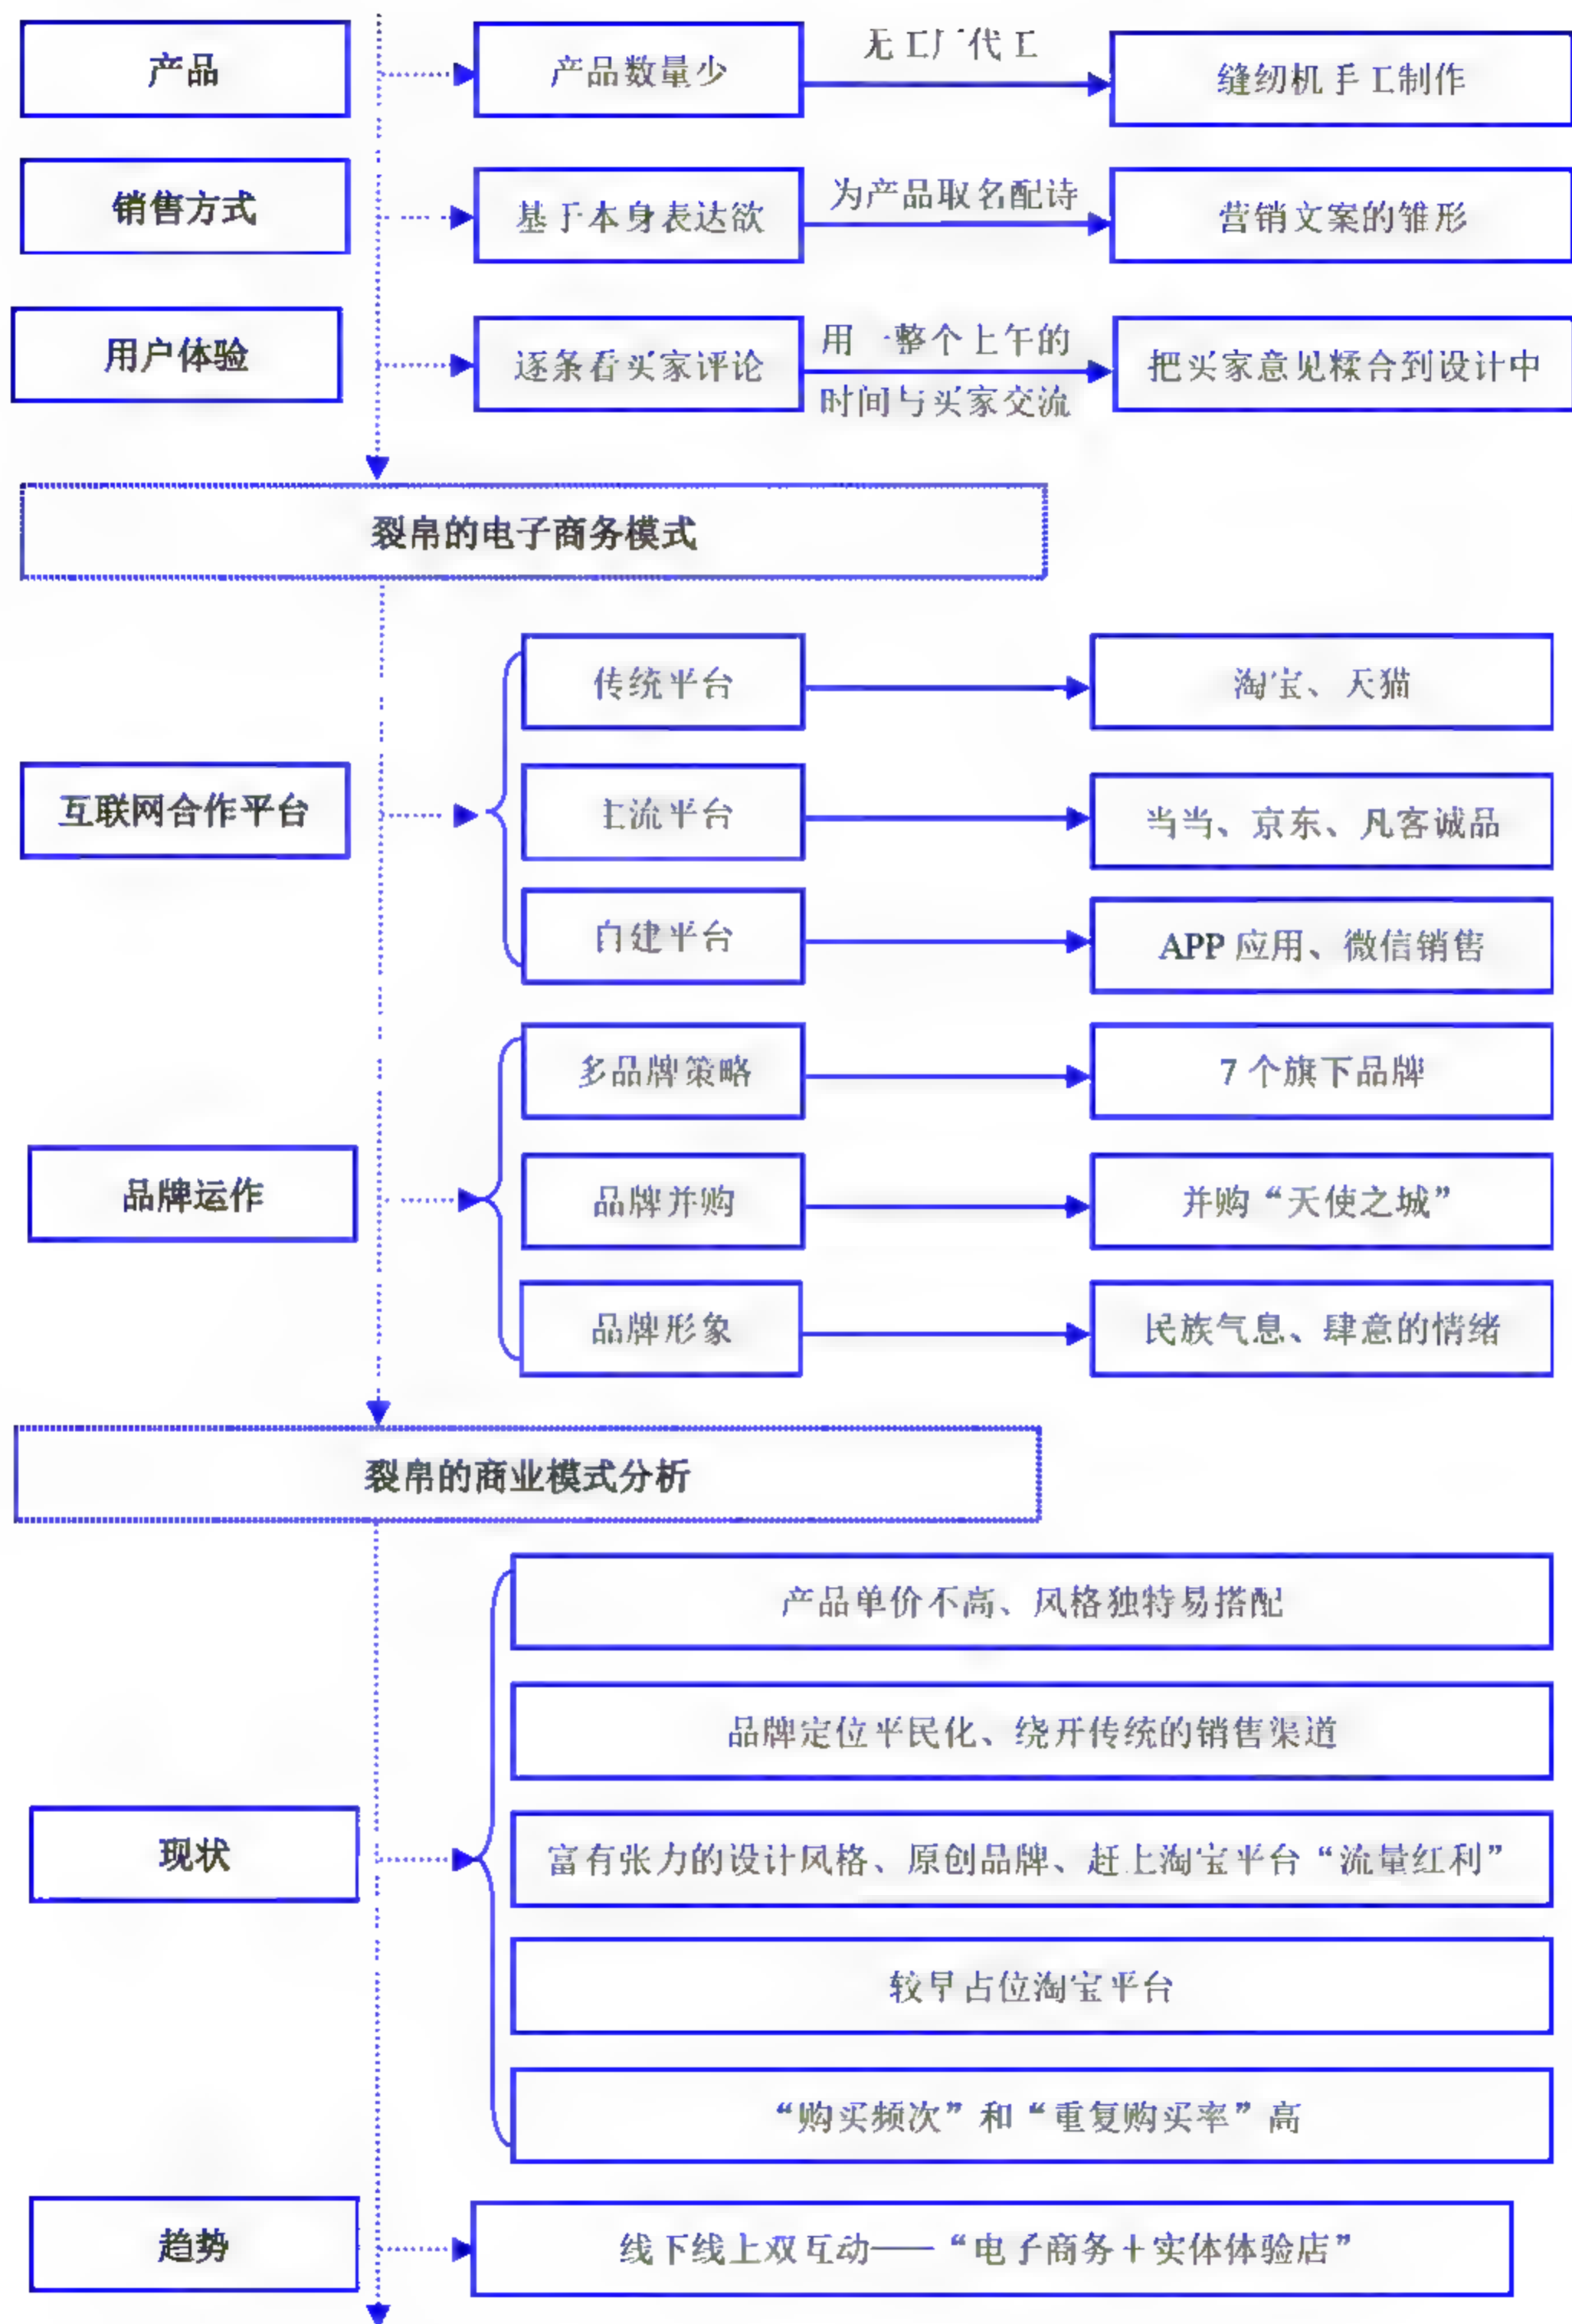 产品
产品数量少
无工厂代工
缝纫机手工制作
销售方式
基于本身表达欲
为产品取名配诗
营销文案的雏形
用户体验
逐条看买家评论
用一整个上午的
时间与买家交流
把买家意见糅合到设计中
裂帛的电子商务模式
互联网合作平台
传统平台
淘宝、天猫
主流平台
当当、京东、凡客诚品
自建平台
APP 应用、微信销售
品牌运作
多品牌策略
7 个旗下品牌
品牌并购
并购“天使之城”
品牌形象
民族气息、肆意的情绪
裂帛的商业模式分析
现状
产品单价不高、风格独特易搭配
品牌定位平民化、绕开传统的销售渠道
富有张力的设计风格、原创品牌、赶上淘宝平台“流量红利”
较早占位淘宝平台
“购买频次”和“重复购买率”高
趋势
线下线上双互动——“电子商务＋实体体验店”